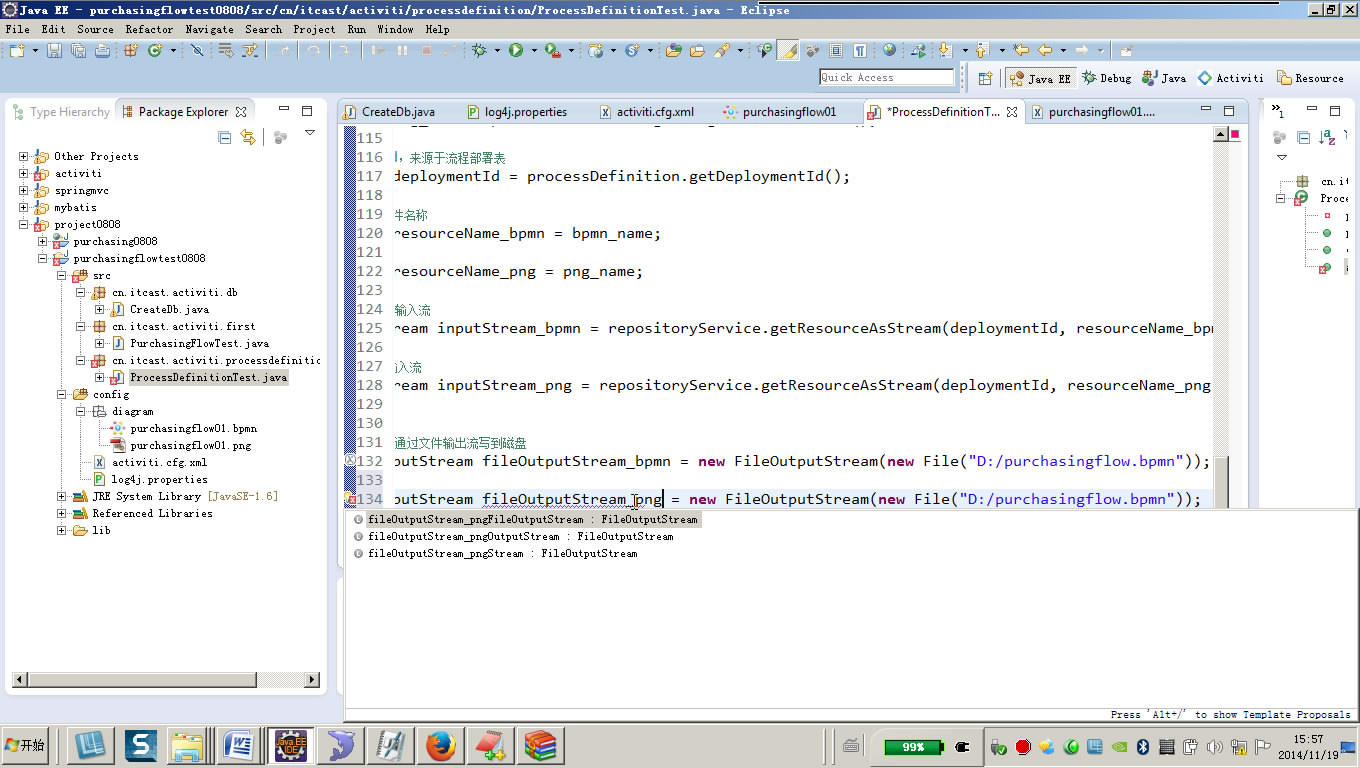 Java EE - purchasingflowtest0808/src/cn/itcast/activiti/processdefinition/ProcessDefinitionTest.java - Eclipse
File Edit Source Refactor Navigate Search Project Run Window Help
Quick Access
Java EE Debug Java Activiti Resource
Type Hierarchy Package Explorer
CreateDb.java log4j.properties activiti.cfg.xml purchasingflow01 *ProcessDefinitionT... purchasingflow01....
Other Projects
activiti
springmvc
mybatis
project0808
purchasing0808
purchasingflowtest0808
src
cn.itcast.activiti.db
CreateDb.java
cn.itcast.activiti.first
PurchasingFlowTest.java
cn.itcast.activiti.processdefinitic
ProcessDefinitionTest.java
config
diagram
purchasingflow01.bpmn
purchasingflow01.png
activiti.cfg.xml
log4j.properties
JRE System Library [JavaSE-1.6]
Referenced Libraries
lib
115
116 ,来源于流程部署表
117 deploymentId = processDefinition.getDeploymentId();
118
119 件名称
120 resourceName_bpmn = bpmn_name;
121
122 resourceName_png = png_name;
123
124 输入流
125 ream inputStream_bpmn = repositoryService.getResourceAsStream(deploymentId, resourceName_bpm
126
127 入流
128 ream inputStream_png = repositoryService.getResourceAsStream(deploymentId, resourceName_png
129
130
131 通过文件输出流写到磁盘
132 putStream fileOutputStream_bpmn = new FileOutputStream(new File("D:/purchasingflow.bpmn"));
133
134 putStream fileOutputStream_png = new FileOutputStream(new File("D:/purchasingflow.bpmn"));
fileOutputStream_pngFileOutputStream : FileOutputStream
fileOutputStream_pngOutputStream : FileOutputStream
fileOutputStream_pngStream : FileOutputStream
Press 'Alt+/' to show Template Proposals
cn.it
Proce
开始
99%
15:57
2014/11/19